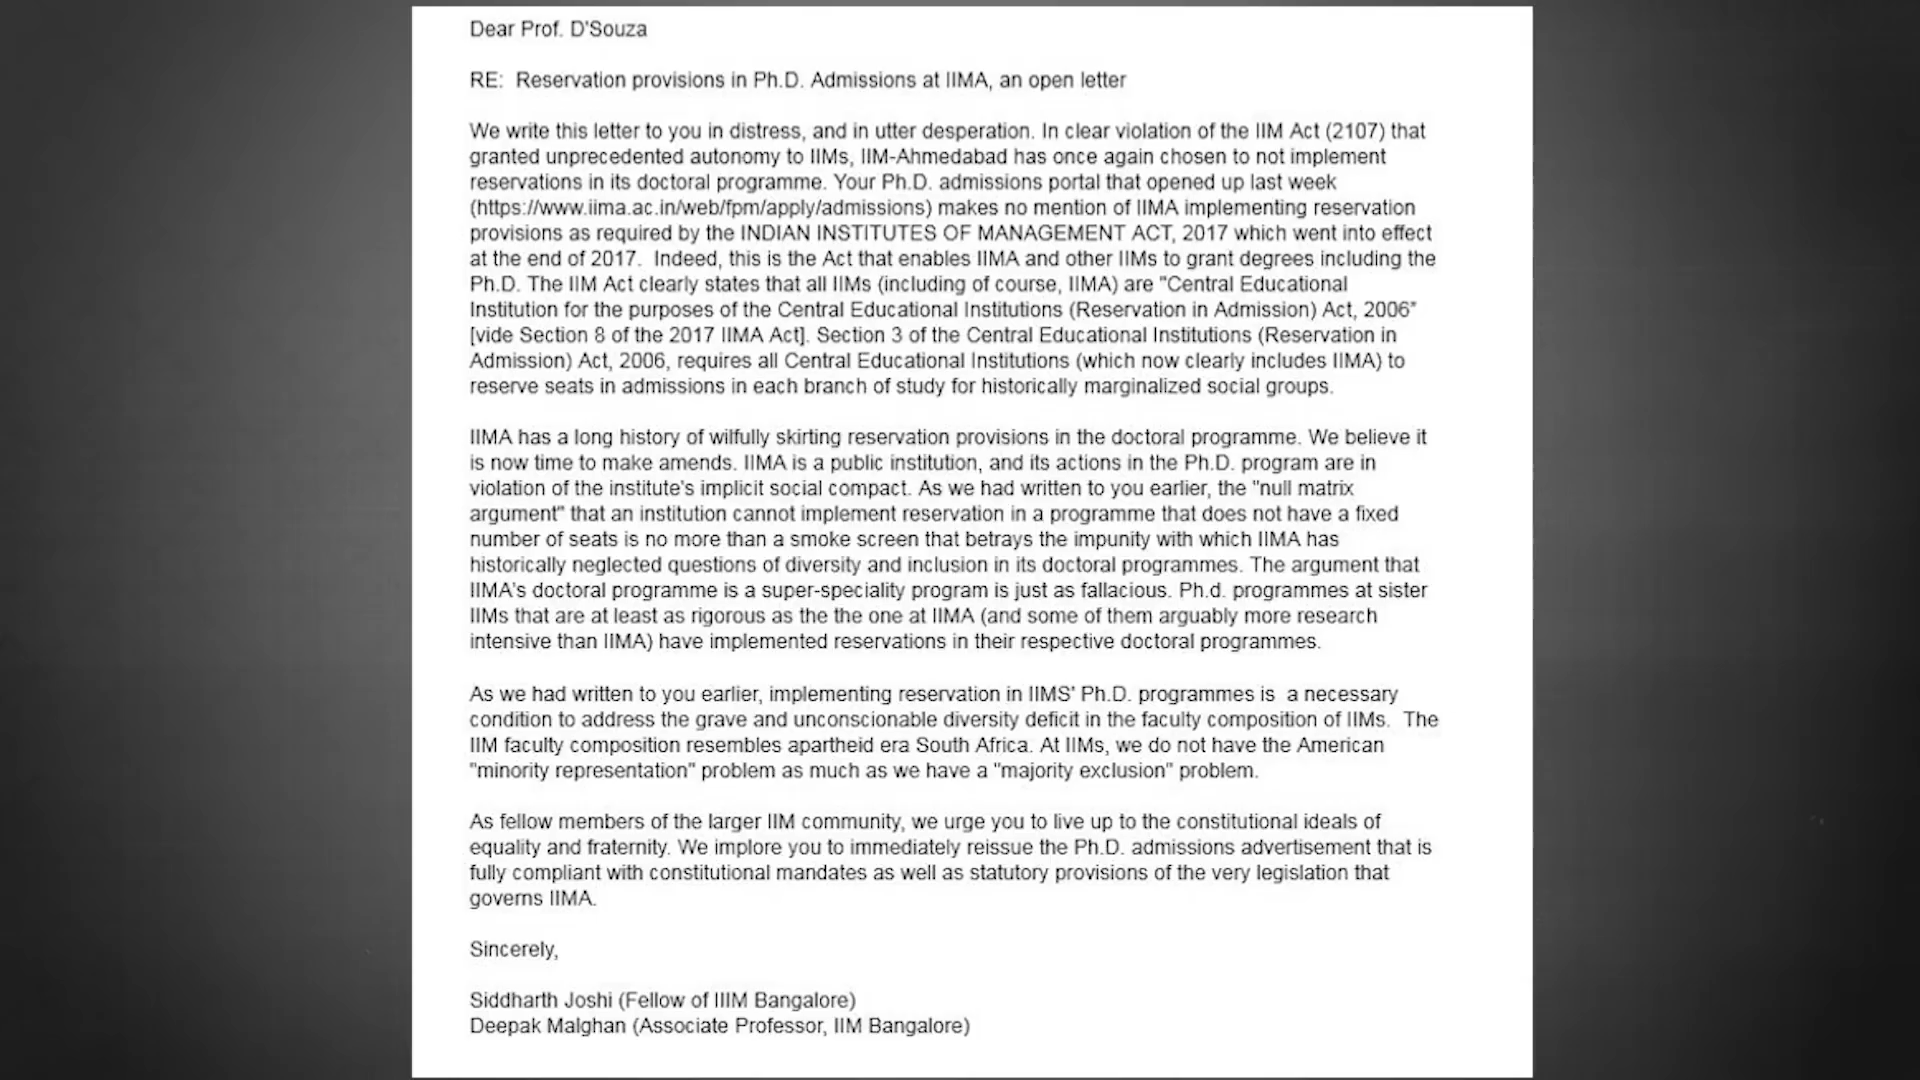 Dear Prof. D'Souza
RE:  Reservation provisions in Ph.D. Admissions at IIMA, an open letter
We write this letter to you in distress, and in utter desperation. In clear violation of the IIM Act (2107) that
granted unprecedented autonomy to IIMs, IIM-Ahmedabad has once again chosen to not implement
reservations in its doctoral programme. Your Ph.D. admissions portal that opened up last week
(https://www.iima.ac.in/web/fpm/apply/admissions) makes no mention of IIMA implementing reservation
provisions as required by the INDIAN INSTITUTES OF MANAGEMENT ACT, 2017 which went into effect
at the end of 2017.  Indeed, this is the Act that enables IIMA and other IIMs to grant degrees including the
Ph.D. The IIM Act clearly states that all IIMs (including of course, IIMA) are "Central Educational
Institution for the purposes of the Central Educational Institutions (Reservation in Admission) Act, 2006"
[vide Section 8 of the 2017 IIMA Act]. Section 3 of the Central Educational Institutions (Reservation in
Admission) Act, 2006, requires all Central Educational Institutions (which now clearly includes IIMA) to
reserve seats in admissions in each branch of study for historically marginalized social groups.
IIMA has a long history of wilfully skirting reservation provisions in the doctoral programme. We believe it
is now time to make amends. IIMA is a public institution, and its actions in the Ph.D. program are in
violation of the institute's implicit social compact. As we had written to you earlier, the "null matrix
argument" that an institution cannot implement reservation in a programme that does not have a fixed
number of seats is no more than a smoke screen that betrays the impunity with which IIMA has
historically neglected questions of diversity and inclusion in its doctoral programmes. The argument that
IIMA's doctoral programme is a super-speciality program is just as fallacious. Ph.d. programmes at sister
IIMs that are at least as rigorous as the the one at IIMA (and some of them arguably more research
intensive than IIMA) have implemented reservations in their respective doctoral programmes.
As we had written to you earlier, implementing reservation in IIMS' Ph.D. programmes is  a necessary
condition to address the grave and unconscionable diversity deficit in the faculty composition of IIMs.  The
IIM faculty composition resembles apartheid era South Africa. At IIMs, we do not have the American
"minority representation" problem as much as we have a "majority exclusion" problem.
As fellow members of the larger IIM community, we urge you to live up to the constitutional ideals of
equality and fraternity. We implore you to immediately reissue the Ph.D. admissions advertisement that is
fully compliant with constitutional mandates as well as statutory provisions of the very legislation that
governs IIMA.
Sincerely,
Siddharth Joshi (Fellow of IIIM Bangalore)
Deepak Malghan (Associate Professor, IIM Bangalore)